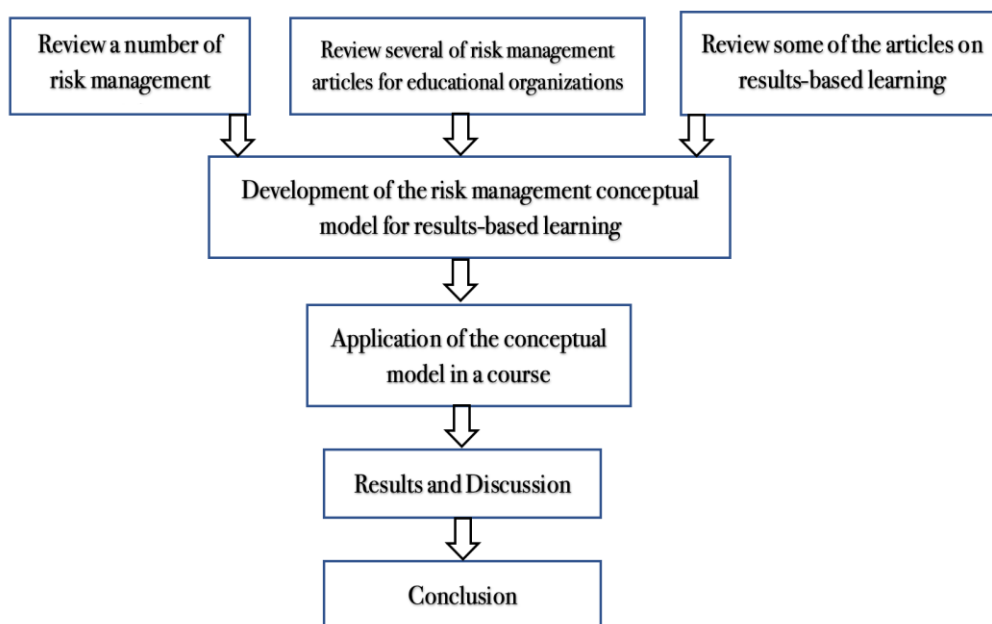 Review a number of
risk management
Review several of risk management
articles for educational organizations
Review some of the articles on
results-based learning
Development of the risk management conceptual
model for results-based learning
Application of the conceptual
model in a course
Results and Discussion
Conclusion